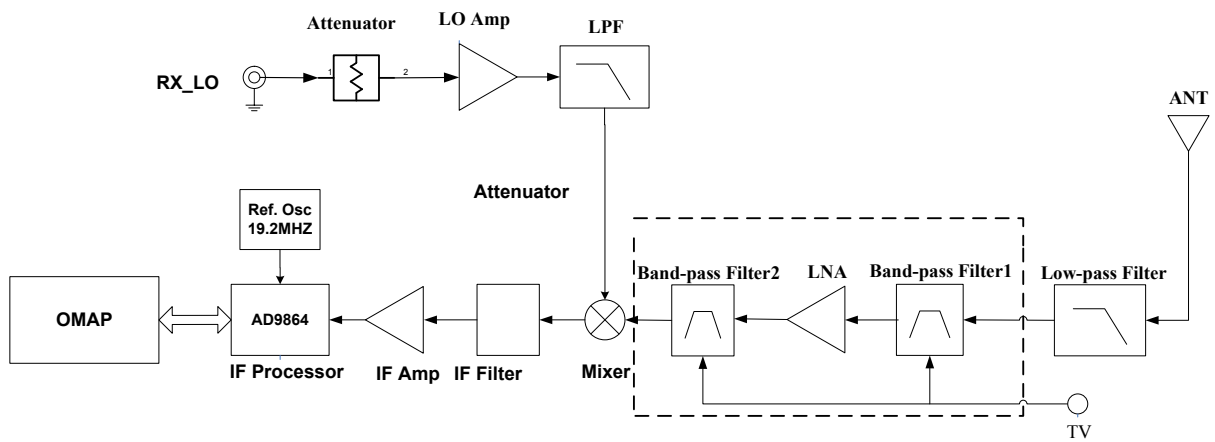 Attenuator
LO Amp
LPF
RX_LO
1
2
ANT
Attenuator
Ref. Osc
19.2MHZ
Band-pass Filter2
LNA
Band-pass Filter1
Low-pass Filter
OMAP
AD9864
IF Processor
IF Amp
IF Filter
Mixer
TV